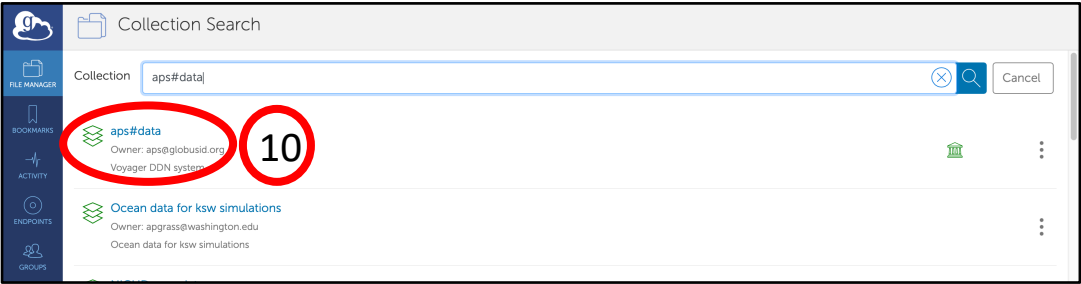 g
Collection Search
FILE MANAGER
Collection
aps#data
Cancel
BOOKMARKS
aps#data
Owner: aps@globusid.org
Voyager DDN system
10
ACTIVITY
ENDPOINTS
Ocean data for ksw simulations
Owner: apgrass@washington.edu
Ocean data for ksw simulations
GROUPS